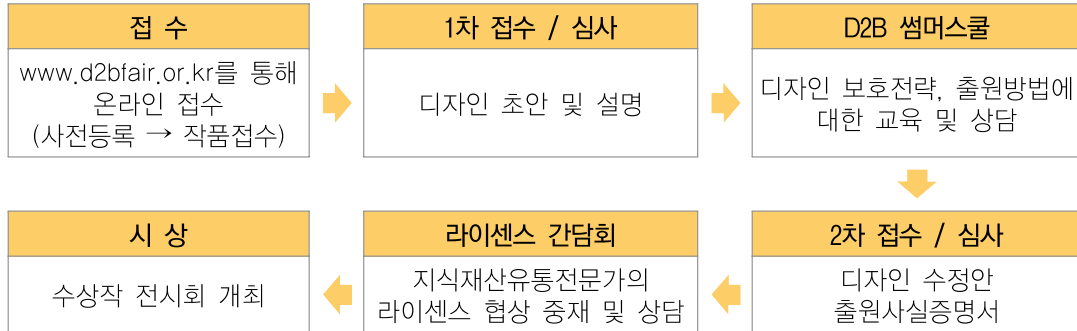 접 수
www.d2bfair.or.kr를 통해
온라인 접수
(사전등록 → 작품접수)
1차 접수 / 심사
디자인 초안 및 설명
D2B 썸머스쿨
디자인 보호전략, 출원방법에
대한 교육 및 상담
2차 접수 / 심사
디자인 수정안
출원사실증명서
라이센스 간담회
지식재산유통전문가의
라이센스 협상 중재 및 상담
시 상
수상작 전시회 개최